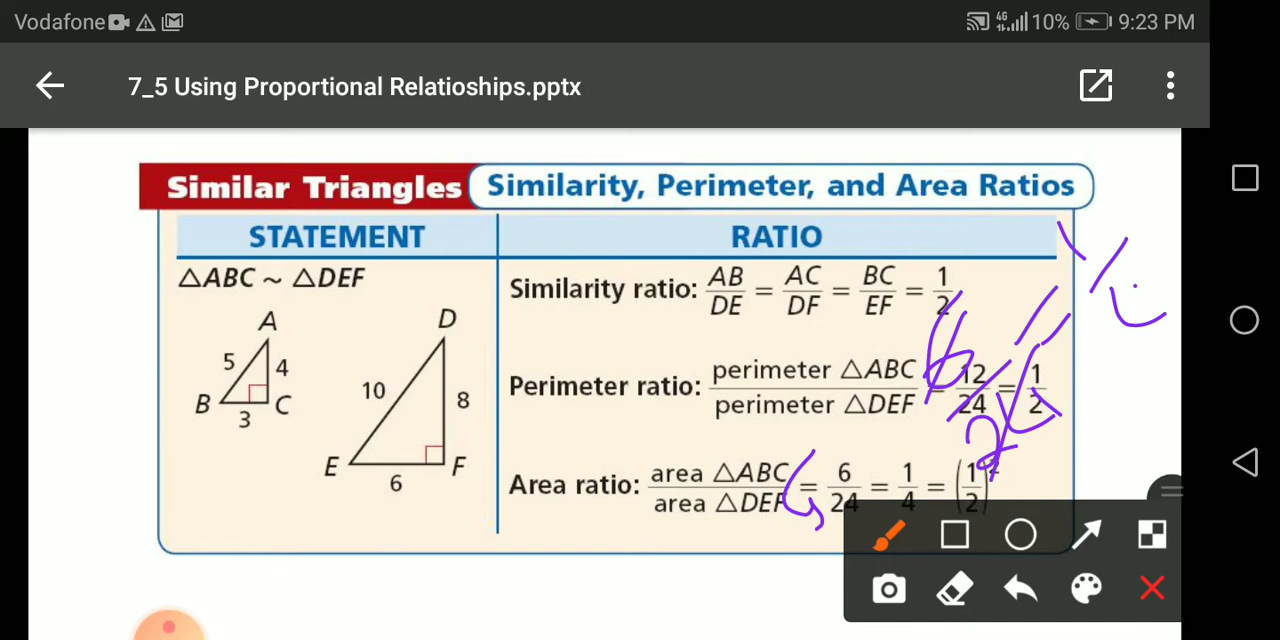 Vodafone 4G 10% 9:23 PM
7_5 Using Proportional Relatioships.pptx
Similar Triangles Similarity, Perimeter, and Area Ratios
STATEMENT RATIO
△ABC ~ △DEF
A
5 4
B C
3
D
10 8
E F
6
Similarity ratio: AB/DE = AC/DF = BC/EF = 1/2
Perimeter ratio: perimeter △ABC/perimeter △DEF = 12/24 = 1/2
Area ratio: area △ABC/area △DEF = 6/24 = 1/4 = (1/2)²